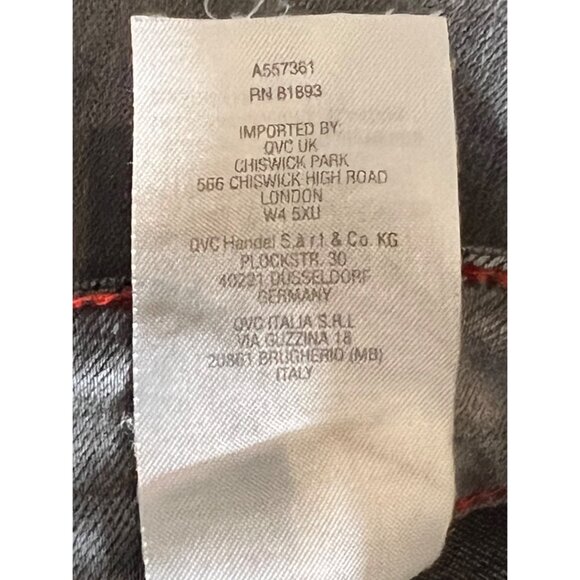 A557361
RN 81893
IMPORTED BY:
QVC UK
CHISWICK PARK
566 CHISWICK HIGH ROAD
LONDON
W4 5XU
QVC Handel S.à r.l. & Co. KG
PLOCKSTR. 30
40221 DÜSSELDORF
GERMANY
QVC ITALIA S.R.L
VIA GUZZINA 18
20861 BRUGHERIO (MB)
ITALY